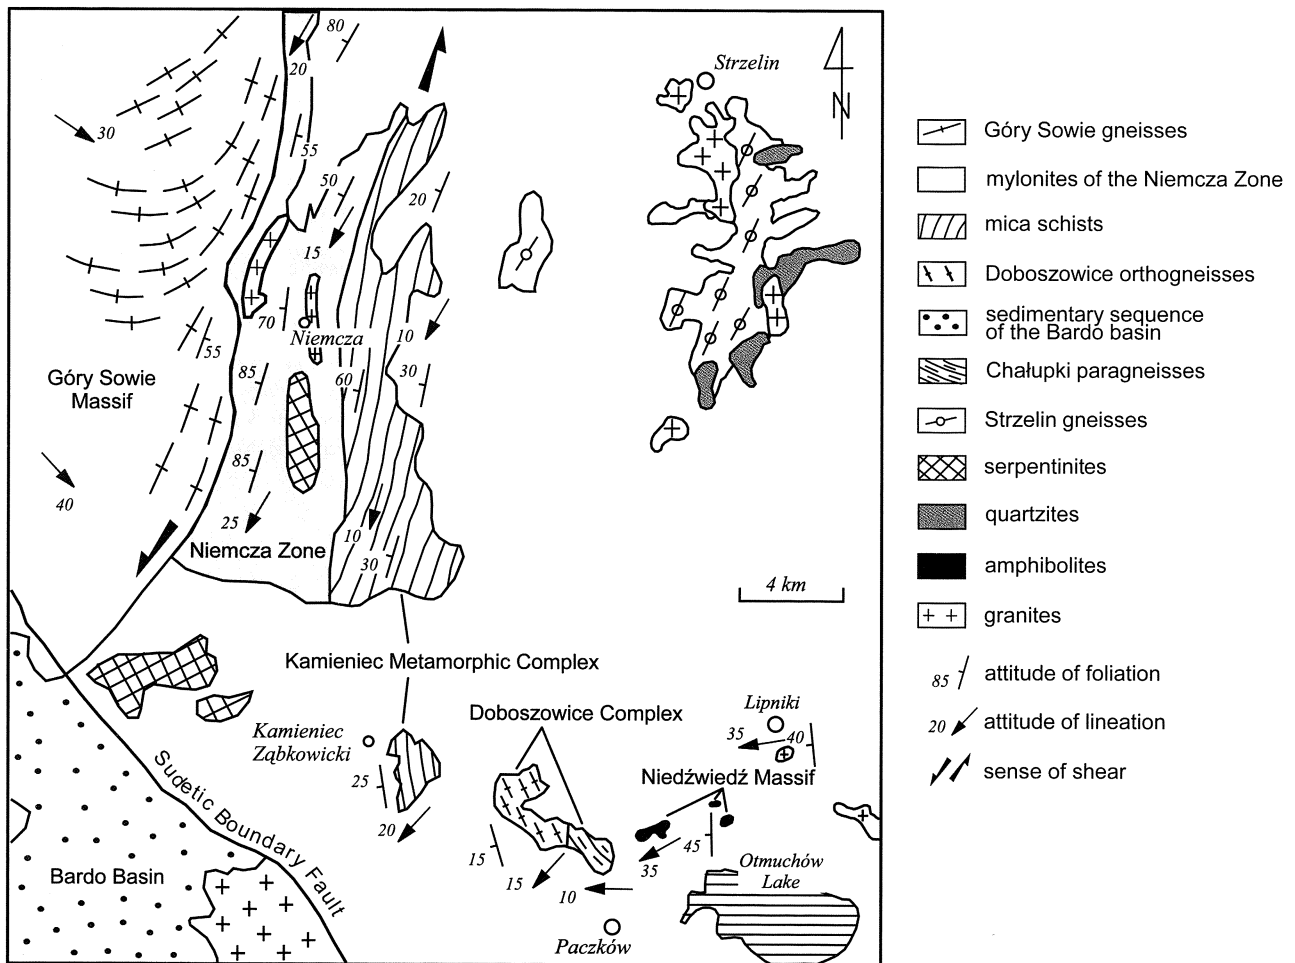 80
Strzelin
20
N
30
55
50
20
15
70
Niemcza
10
55
85
60
30
Góry Sowie
Massif
85
40
25
10
Niemcza Zone
30
4 km
Kamieniec Metamorphic Complex
Lipniki
Doboszowice Complex
35
40
Kamieniec
Ząbkowicki
Niedźwiedź Massif
25
Sudetic Boundary Fault
20
45
15
15
35
10
Otmuchów
Lake
Bardo Basin
Paczków
Góry Sowie gneisses
mylonites of the Niemcza Zone
mica schists
Doboszowice orthogneisses
sedimentary sequence
of the Bardo basin
Chałupki paragneisses
Strzelin gneisses
serpentinites
quartzites
amphibolites
granites
85
attitude of foliation
20
attitude of lineation
sense of shear